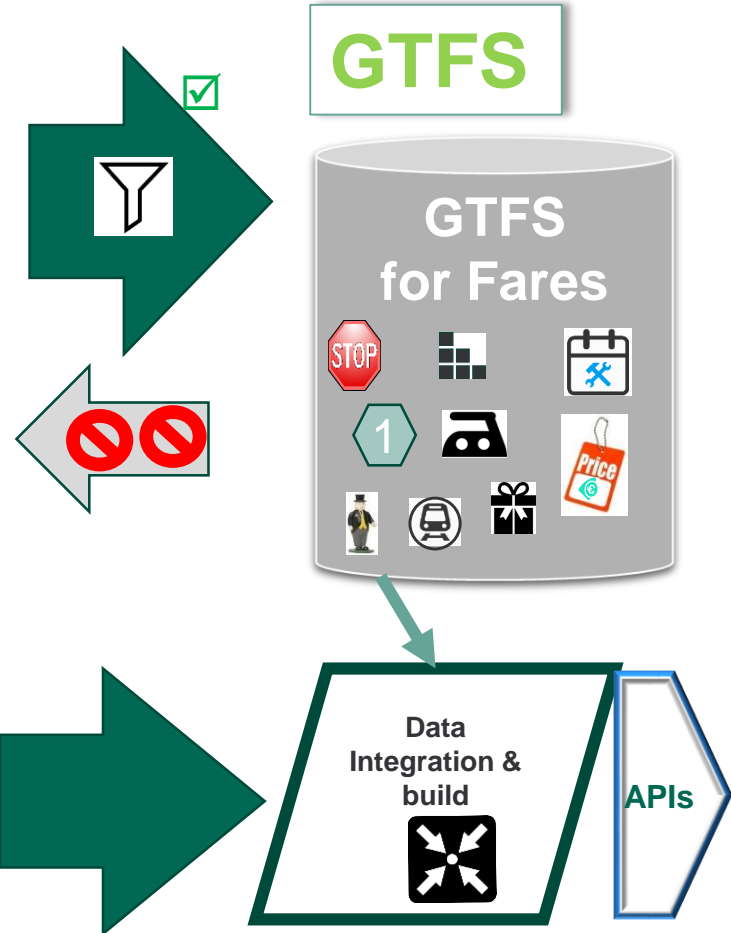 GTFS
GTFS
for Fares
STOP
1
Price
€
Data
Integration &
build
APIs